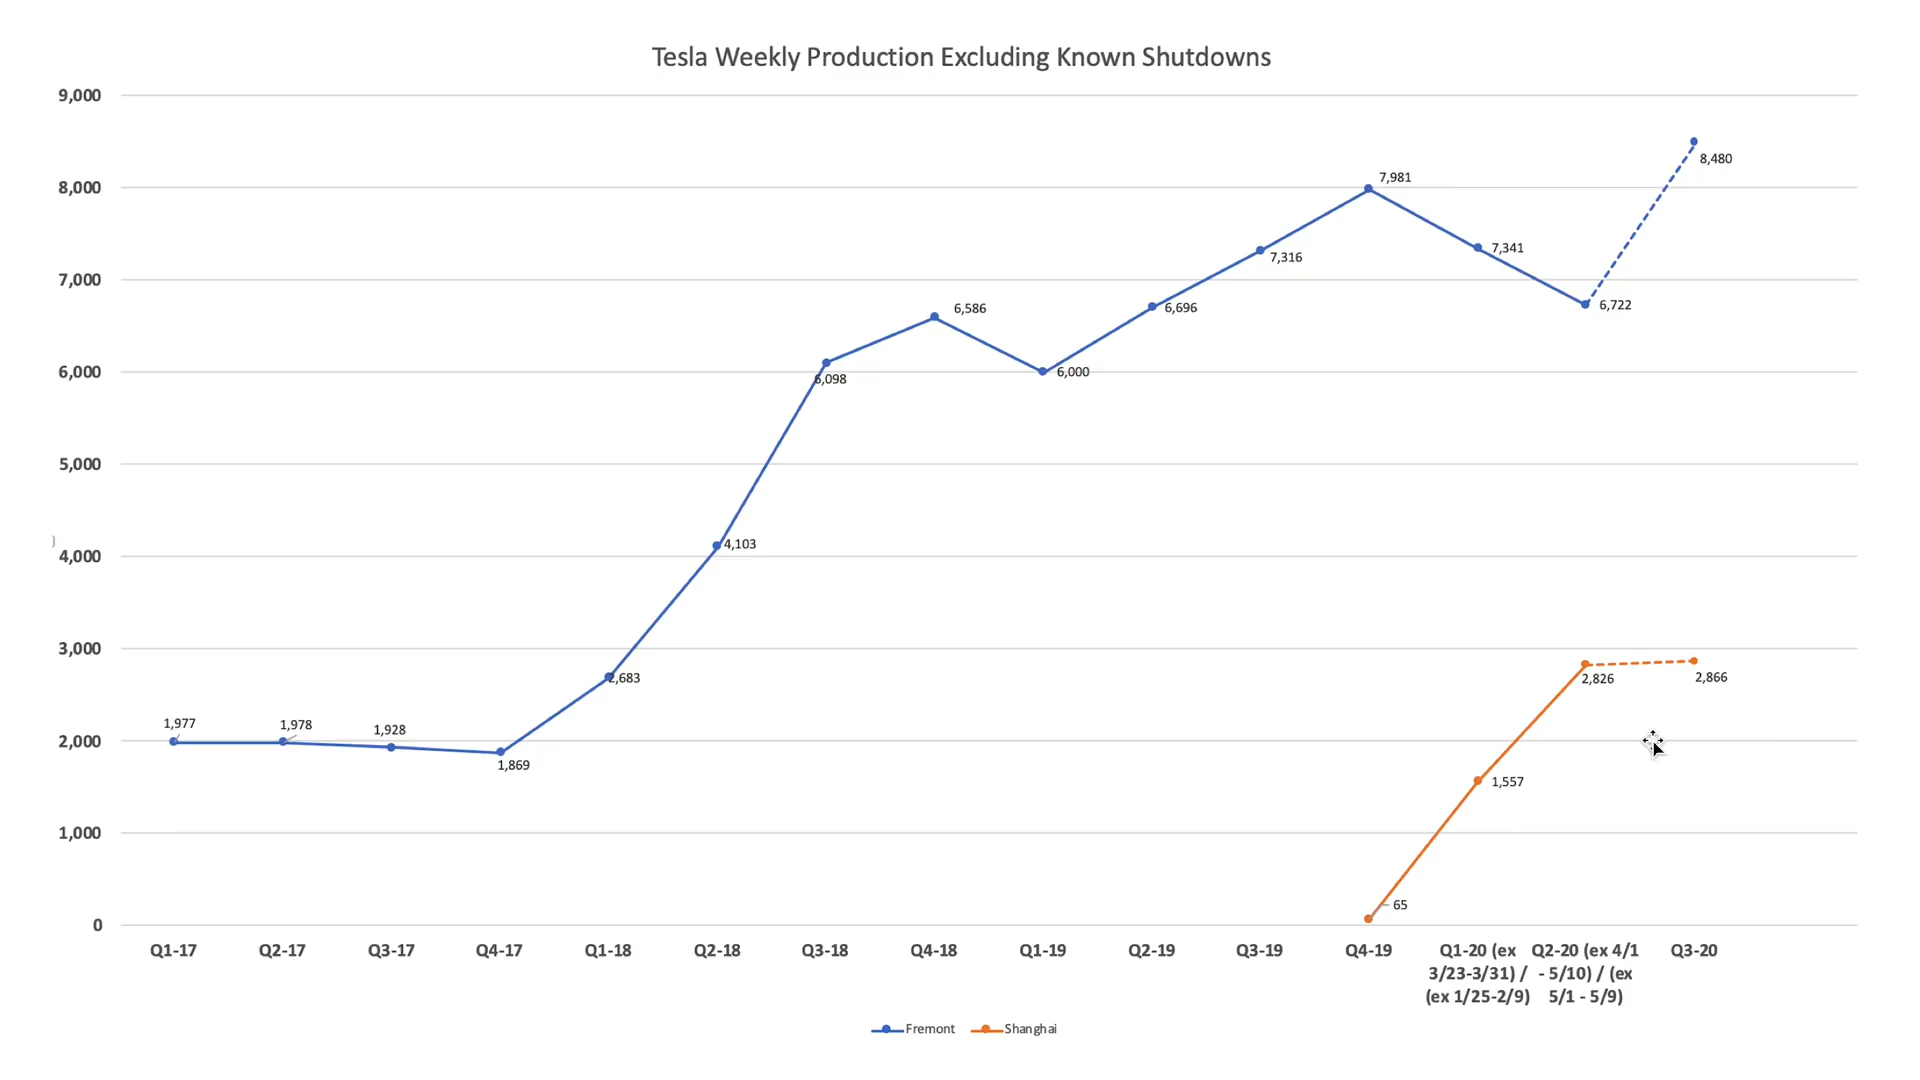 Tesla Weekly Production Excluding Known Shutdowns
9,000
8,000
7,000
6,000
5,000
4,000
3,000
2,000
1,000
0
1,977
1,978
1,928
1,869
2,683
4,103
6,098
6,586
6,000
6,696
7,316
7,981
7,341
6,722
8,480
65
1,557
2,826
2,866
Q1-17
Q2-17
Q3-17
Q4-17
Q1-18
Q2-18
Q3-18
Q4-18
Q1-19
Q2-19
Q3-19
Q4-19
Q1-20 (ex
3/23-3/31) /
(ex 1/25-2/9)
Q2-20 (ex 4/1
- 5/10) / (ex
5/1 - 5/9)
Q3-20
Fremont
Shanghai